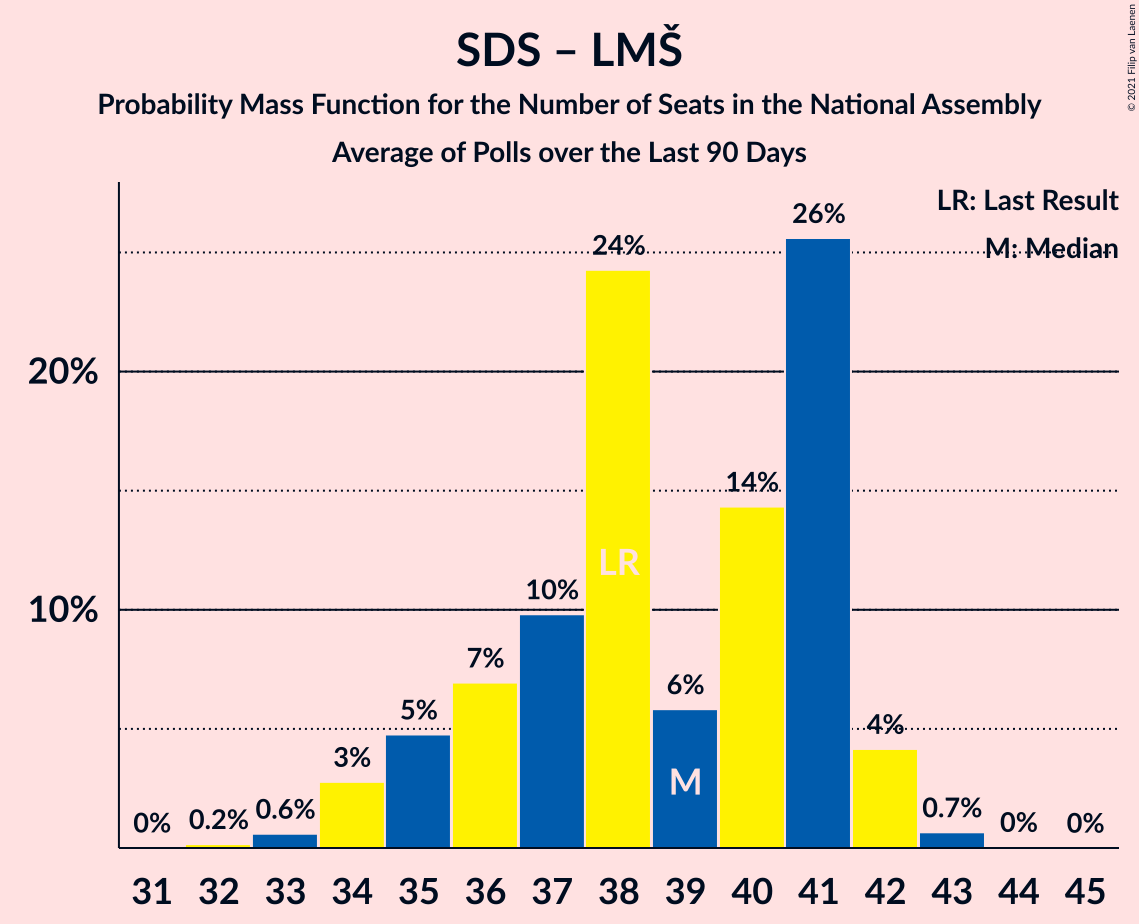 SDS – LMŠ
Probability Mass Function for the Number of Seats in the National Assembly
Average of Polls over the Last 90 Days
© 2021 Filip van Laenen
LR: Last Result
M: Median
20%
10%
0%
0.2%
0.6%
3%
5%
7%
10%
24%
6%
14%
26%
4%
0.7%
0%
0%
LR
M
31 32 33 34 35 36 37 38 39 40 41 42 43 44 45